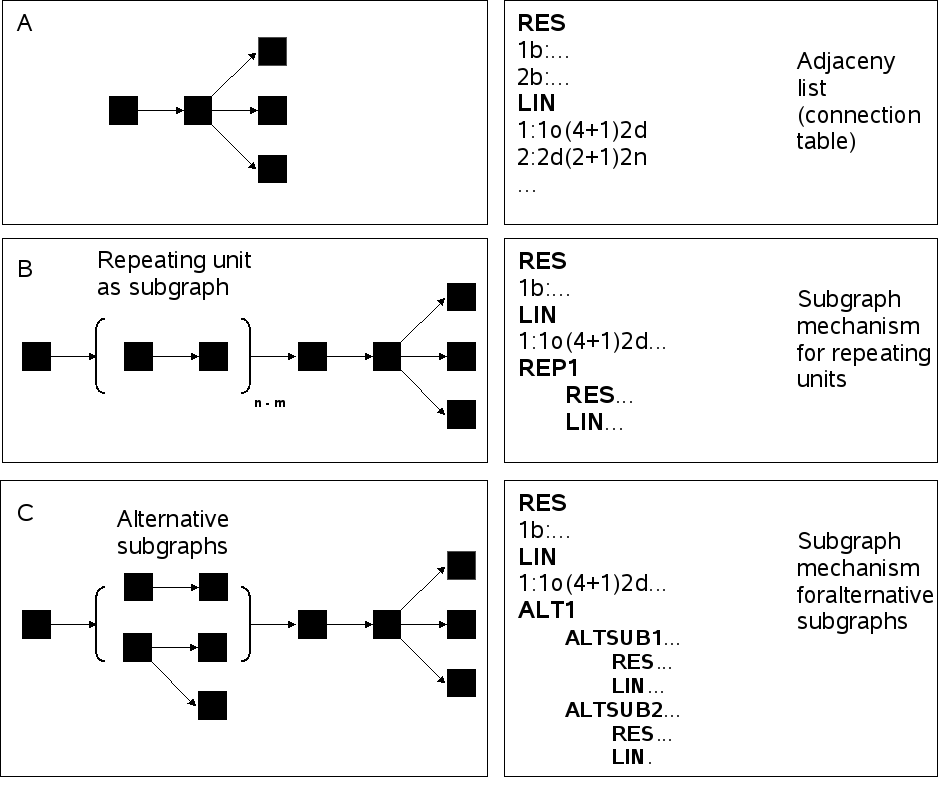 A
RES
1b:...
2b:...
LIN
1:1o(4+1)2d
2:2d(2+1)2n
...
Adjaceny
list
(connection
table)
B
Repeating unit
as subgraph
n - m
RES
1b:...
LIN
1:1o(4+1)2d...
REP1
RES...
LIN...
Subgraph
mechanism
for repeating
units
C
Alternative
subgraphs
RES
1b:...
LIN
1:1o(4+1)2d...
ALT1
ALTSUB1...
RES...
LIN...
ALTSUB2...
RES...
LIN.
Subgraph
mechanism
foralternative
subgraphs